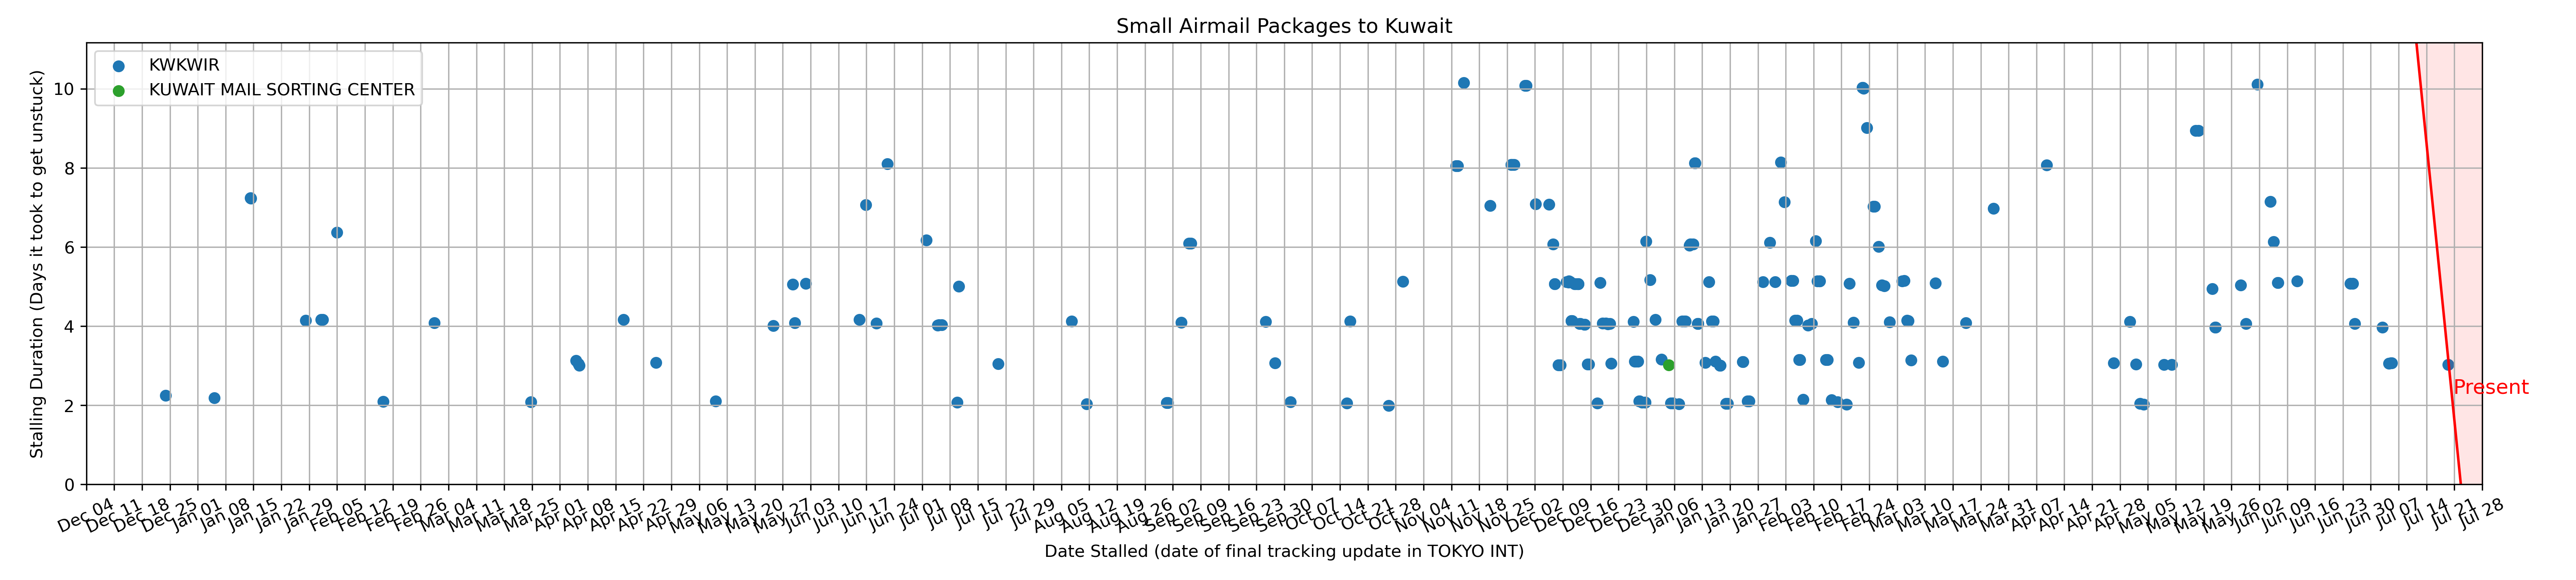 Small Airmail Packages to Kuwait
KWKWIR
KUWAIT MAIL SORTING CENTER
Stalling Duration (Days it took to get unstuck)
10
8
6
4
2
0
Present
Dec 04 Dec 11 Dec 18 Dec 25 Jan 01 Jan 08 Jan 15 Jan 22 Jan 29 Feb 05 Feb 12 Feb 19 Feb 26 Mar 04 Mar 11 Mar 18 Mar 25 Apr 01 Apr 08 Apr 15 Apr 22 Apr 29 May 06 May 13 May 20 May 27 Jun 03 Jun 10 Jun 17 Jun 24 Jul 01 Jul 08 Jul 15 Jul 22 Jul 29 Aug 05 Aug 12 Aug 19 Aug 26 Sep 02 Sep 09 Sep 16 Sep 23 Sep 30 Oct 07 Oct 14 Oct 21 Oct 28 Nov 04 Nov 11 Nov 18 Nov 25 Dec 02 Dec 09 Dec 16 Dec 23 Dec 30 Jan 06 Jan 13 Jan 20 Jan 27 Feb 03 Feb 10 Feb 17 Feb 24 Mar 03 Mar 10 Mar 17 Mar 24 Mar 31 Apr 07 Apr 14 Apr 21 Apr 28 May 05 May 12 May 19 May 26 Jun 02 Jun 09 Jun 16 Jun 23 Jun 30 Jul 07 Jul 14 Jul 21 Jul 28
Date Stalled (date of final tracking update in TOKYO INT)